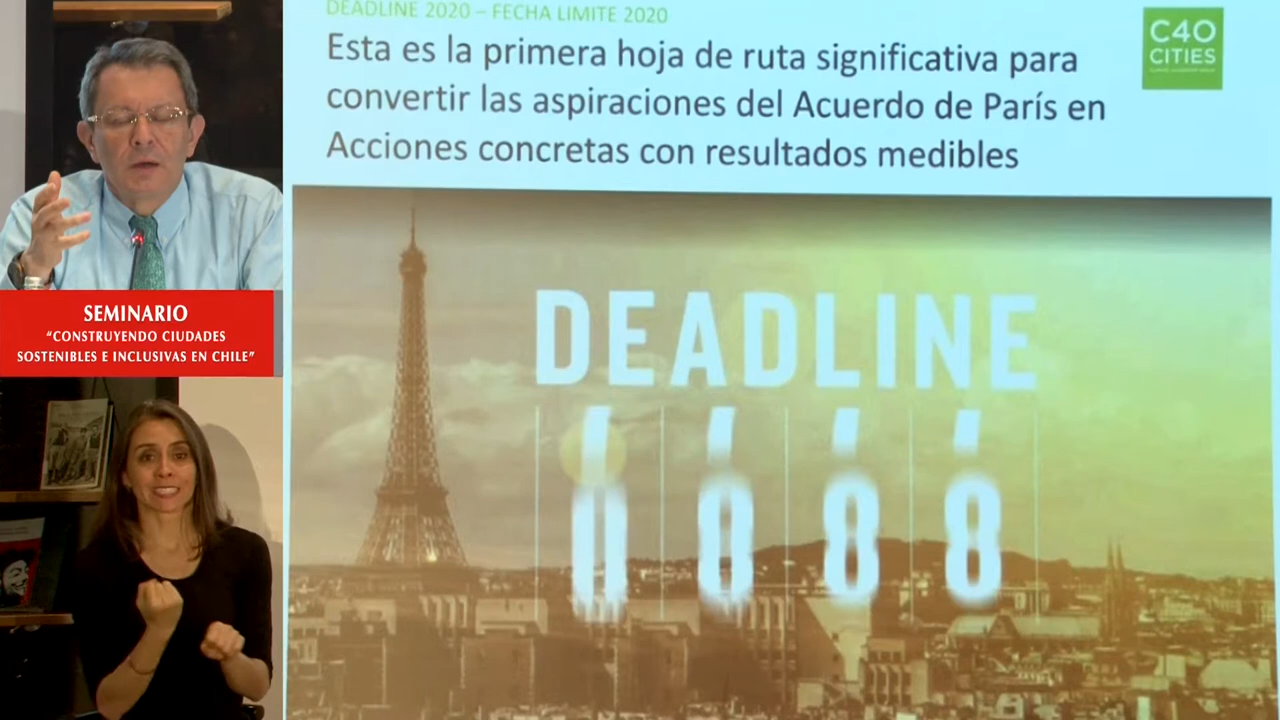 DEADLINE 2020 – FECHA LIMITE 2020
Esta es la primera hoja de ruta significativa para
convertir las aspiraciones del Acuerdo de París en
Acciones concretas con resultados medibles
C40
CITIES
SEMINARIO
“CONSTRUYENDO CIUDADES
SOSTENIBLES E INCLUSIVAS EN CHILE”
DEADLINE